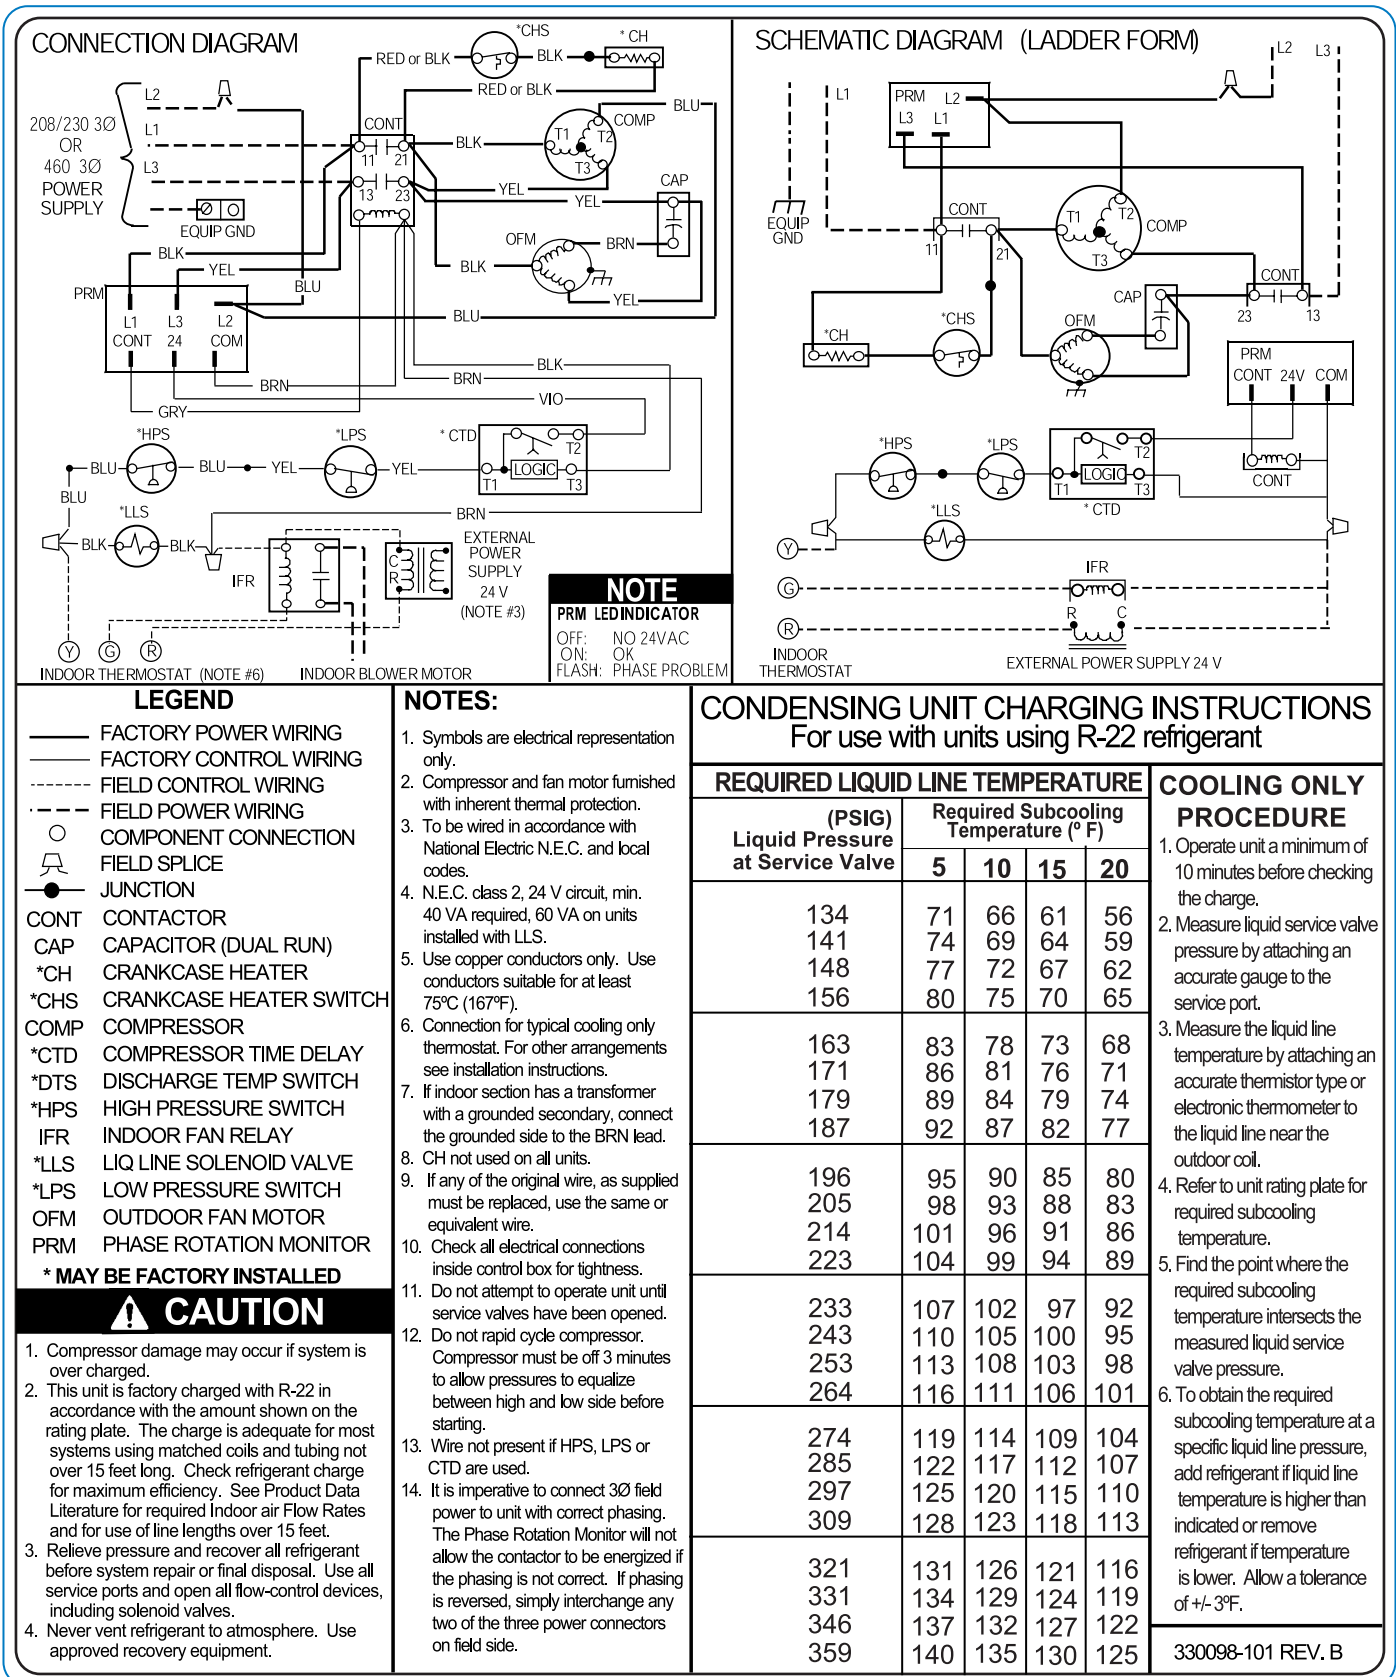 CONNECTION DIAGRAM
*CHS
* CH
RED or BLK
BLK
RED or BLK
L2
208/230 3Ø
OR
460 3Ø
POWER
SUPPLY
L1
L3
EQUIP GND
CONT
11
21
13
23
BLK
T1
T2
T3
COMP
BLU
YEL
YEL
CAP
OFM
BRN
BLK
YEL
BLK
YEL
BLU
BLU
PRM
L1
L3
L2
CONT
24
COM
BRN
GRY
BLK
BRN
VIO
*HPS
*LPS
* CTD
T2
LOGIC
T1
T3
BLU
BLU
YEL
YEL
BLU
*LLS
BLK
BLK
BRN
IFR
C
R
EXTERNAL
POWER
SUPPLY
24 V
(NOTE #3)
Y
G
R
INDOOR THERMOSTAT (NOTE #6)
INDOOR BLOWER MOTOR
NOTE
PRM LED INDICATOR
OFF: NO 24VAC
ON: OK
FLASH: PHASE PROBLEM
SCHEMATIC DIAGRAM (LADDER FORM)
L2
L3
L1
PRM
L2
L3
L1
EQUIP
GND
CONT
11
21
T1
T2
T3
COMP
CONT
23
13
CAP
*CH
*CHS
OFM
PRM
CONT 24V COM
*HPS
*LPS
T2
LOGIC
T1
T3
* CTD
CONT
*LLS
Y
G
R
IFR
R
C
INDOOR
THERMOSTAT
EXTERNAL POWER SUPPLY 24 V
LEGEND
FACTORY POWER WIRING
FACTORY CONTROL WIRING
FIELD CONTROL WIRING
FIELD POWER WIRING
COMPONENT CONNECTION
FIELD SPLICE
JUNCTION
CONT CONTACTOR
CAP CAPACITOR (DUAL RUN)
*CH CRANKCASE HEATER
*CHS CRANKCASE HEATER SWITCH
COMP COMPRESSOR
*CTD COMPRESSOR TIME DELAY
*DTS DISCHARGE TEMP SWITCH
*HPS HIGH PRESSURE SWITCH
IFR INDOOR FAN RELAY
*LLS LIQ LINE SOLENOID VALVE
*LPS LOW PRESSURE SWITCH
OFM OUTDOOR FAN MOTOR
PRM PHASE ROTATION MONITOR
* MAY BE FACTORY INSTALLED
CAUTION
1. Compressor damage may occur if system is
over charged.
2. This unit is factory charged with R-22 in
accordance with the amount shown on the
rating plate. The charge is adequate for most
systems using matched coils and tubing not
over 15 feet long. Check refrigerant charge
for maximum efficiency. See Product Data
Literature for required Indoor air Flow Rates
and for use of line lengths over 15 feet.
3. Relieve pressure and recover all refrigerant
before system repair or final disposal. Use all
service ports and open all flow-control devices,
including solenoid valves.
4. Never vent refrigerant to atmosphere. Use
approved recovery equipment.
NOTES:
1. Symbols are electrical representation
only.
2. Compressor and fan motor furnished
with inherent thermal protection.
3. To be wired in accordance with
National Electric N.E.C. and local
codes.
4. N.E.C. class 2, 24 V circuit, min.
40 VA required, 60 VA on units
installed with LLS.
5. Use copper conductors only. Use
conductors suitable for at least
75ºC (167ºF).
6. Connection for typical cooling only
thermostat. For other arrangements
see installation instructions.
7. If indoor section has a transformer
with a grounded secondary, connect
the grounded side to the BRN lead.
8. CH not used on all units.
9. If any of the original wire, as supplied
must be replaced, use the same or
equivalent wire.
10. Check all electrical connections
inside control box for tightness.
11. Do not attempt to operate unit until
service valves have been opened.
12. Do not rapid cycle compressor.
Compressor must be off 3 minutes
to allow pressures to equalize
between high and low side before
starting.
13. Wire not present if HPS, LPS or
CTD are used.
14. It is imperative to connect 3Ø field
power to unit with correct phasing.
The Phase Rotation Monitor will not
allow the contactor to be energized if
the phasing is not correct. If phasing
is reversed, simply interchange any
two of the three power connectors
on field side.
CONDENSING UNIT CHARGING INSTRUCTIONS
For use with units using R-22 refrigerant
REQUIRED LIQUID LINE TEMPERATURE
(PSIG)
Liquid Pressure
at Service Valve
Required Subcooling
Temperature (º F)
5 10 15 20
134 71 66 61 56
141 74 69 64 59
148 77 72 67 62
156 80 75 70 65
163 83 78 73 68
171 86 81 76 71
179 89 84 79 74
187 92 87 82 77
196 95 90 85 80
205 98 93 88 83
214 101 96 91 86
223 104 99 94 89
233 107 102 97 92
243 110 105 100 95
253 113 108 103 98
264 116 111 106 101
274 119 114 109 104
285 122 117 112 107
297 125 120 115 110
309 128 123 118 113
321 131 126 121 116
331 134 129 124 119
346 137 132 127 122
359 140 135 130 125
COOLING ONLY
PROCEDURE
1. Operate unit a minimum of
10 minutes before checking
the charge.
2. Measure liquid service valve
pressure by attaching an
accurate gauge to the
service port.
3. Measure the liquid line
temperature by attaching an
accurate thermistor type or
electronic thermometer to
the liquid line near the
outdoor coil.
4. Refer to unit rating plate for
required subcooling
temperature.
5. Find the point where the
required subcooling
temperature intersects the
measured liquid service
valve pressure.
6. To obtain the required
subcooling temperature at a
specific liquid line pressure,
add refrigerant if liquid line
temperature is higher than
indicated or remove
refrigerant if temperature
is lower. Allow a tolerance
of +/- 3ºF.
330098-101 REV. B